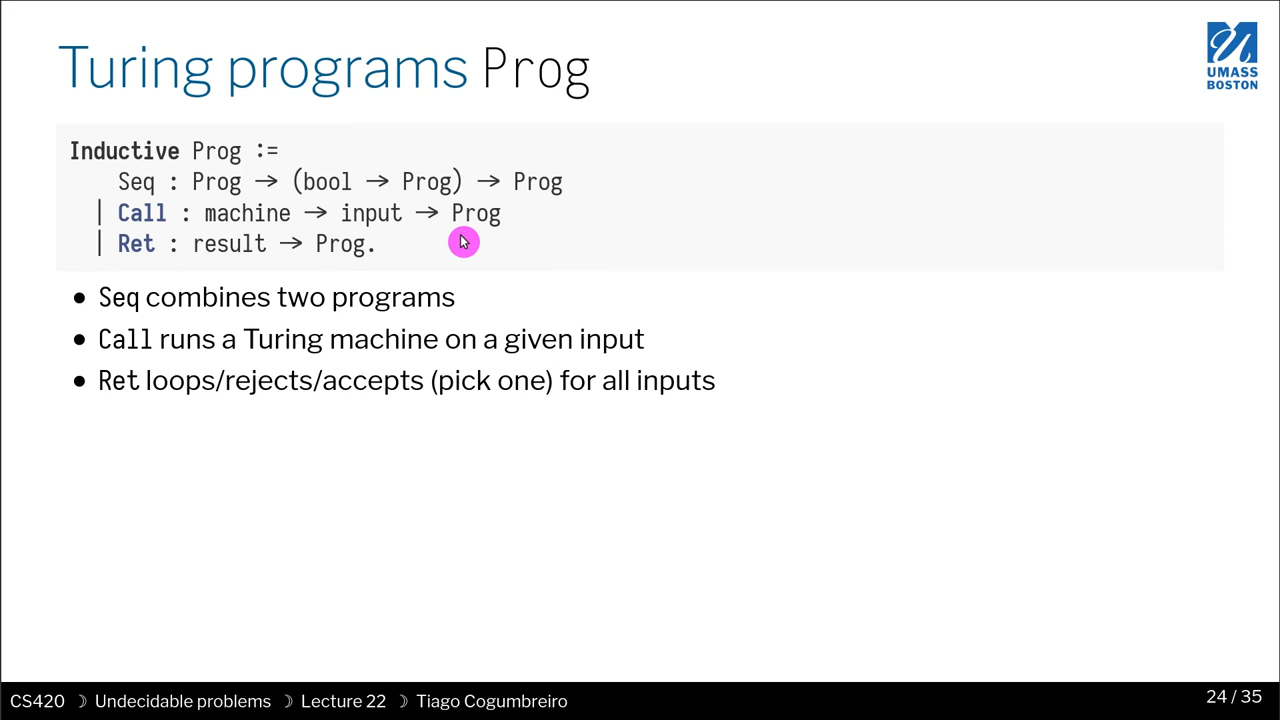 Turing programs Prog
UMASS
BOSTON
Inductive Prog :=
Seq : Prog → (bool → Prog) → Prog
| Call : machine → input → Prog
| Ret : result → Prog.
● Seq combines two programs
● Call runs a Turing machine on a given input
● Ret loops/rejects/accepts (pick one) for all inputs
CS420 ☽ Undecidable problems ☽ Lecture 22 ☽ Tiago Cogumbreiro
24 / 35